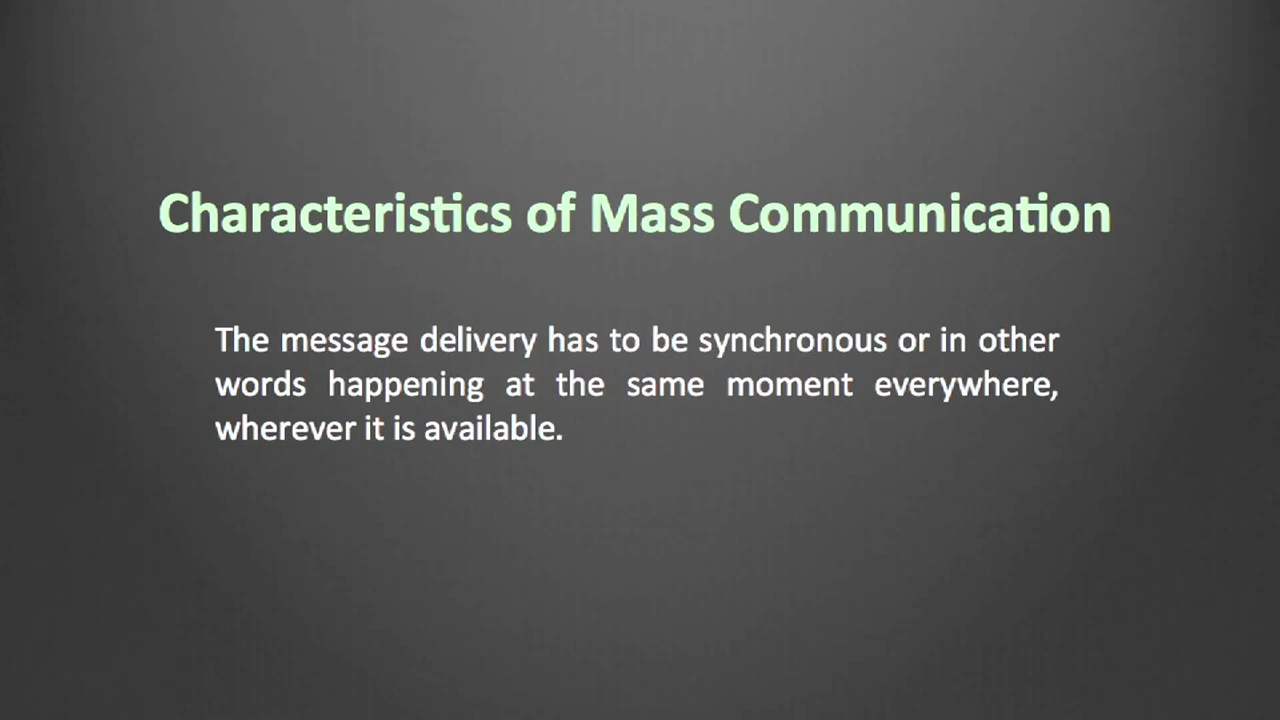 Characteristics of Mass Communication
The message delivery has to be synchronous or in other
words happening at the same moment everywhere,
wherever it is available.